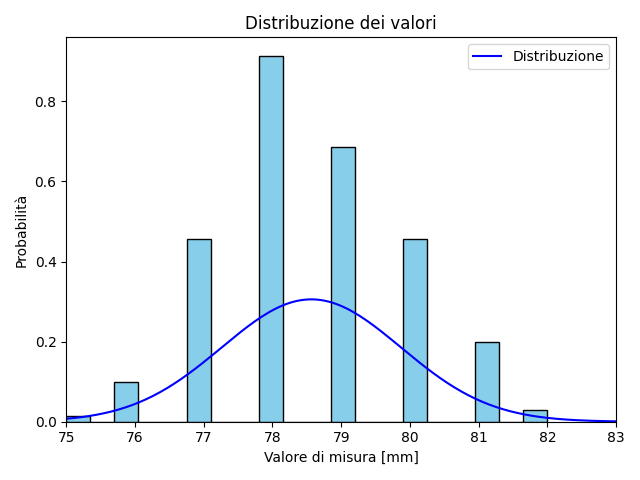 Distribuzione dei valori
Distribuzione
Probabilità
0.8
0.6
0.4
0.2
0.0
75 76 77 78 79 80 81 82 83
Valore di misura [mm]